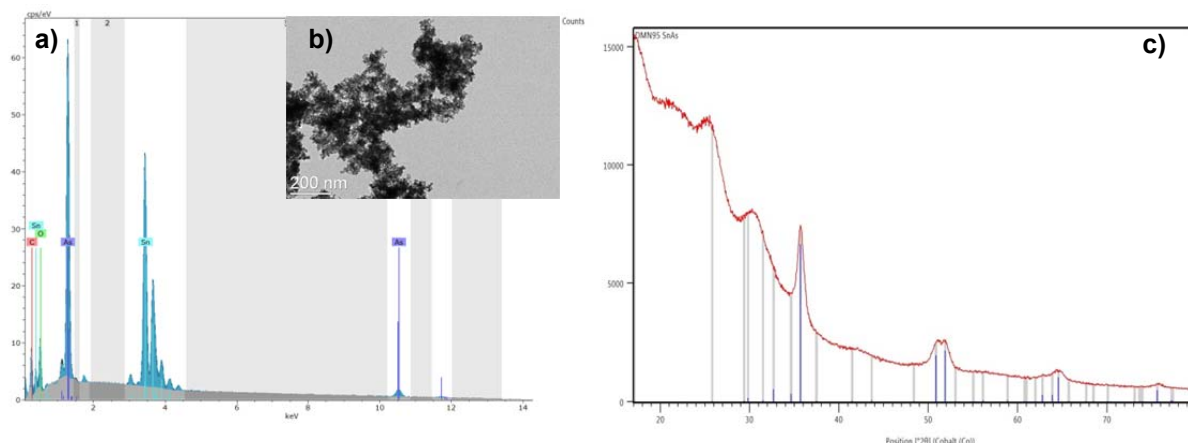 cps/eV
a)
1
2
60
50
40
30
20
10
0
Sn
O
C
As
Sn
As
2
4
6
8
10
12
14
keV
b)
200 nm
Counts
c)
OMN95 SnAs
15000
10000
5000
0
20
30
40
50
60
70
Position [°2θ] (Cobalt (Co))